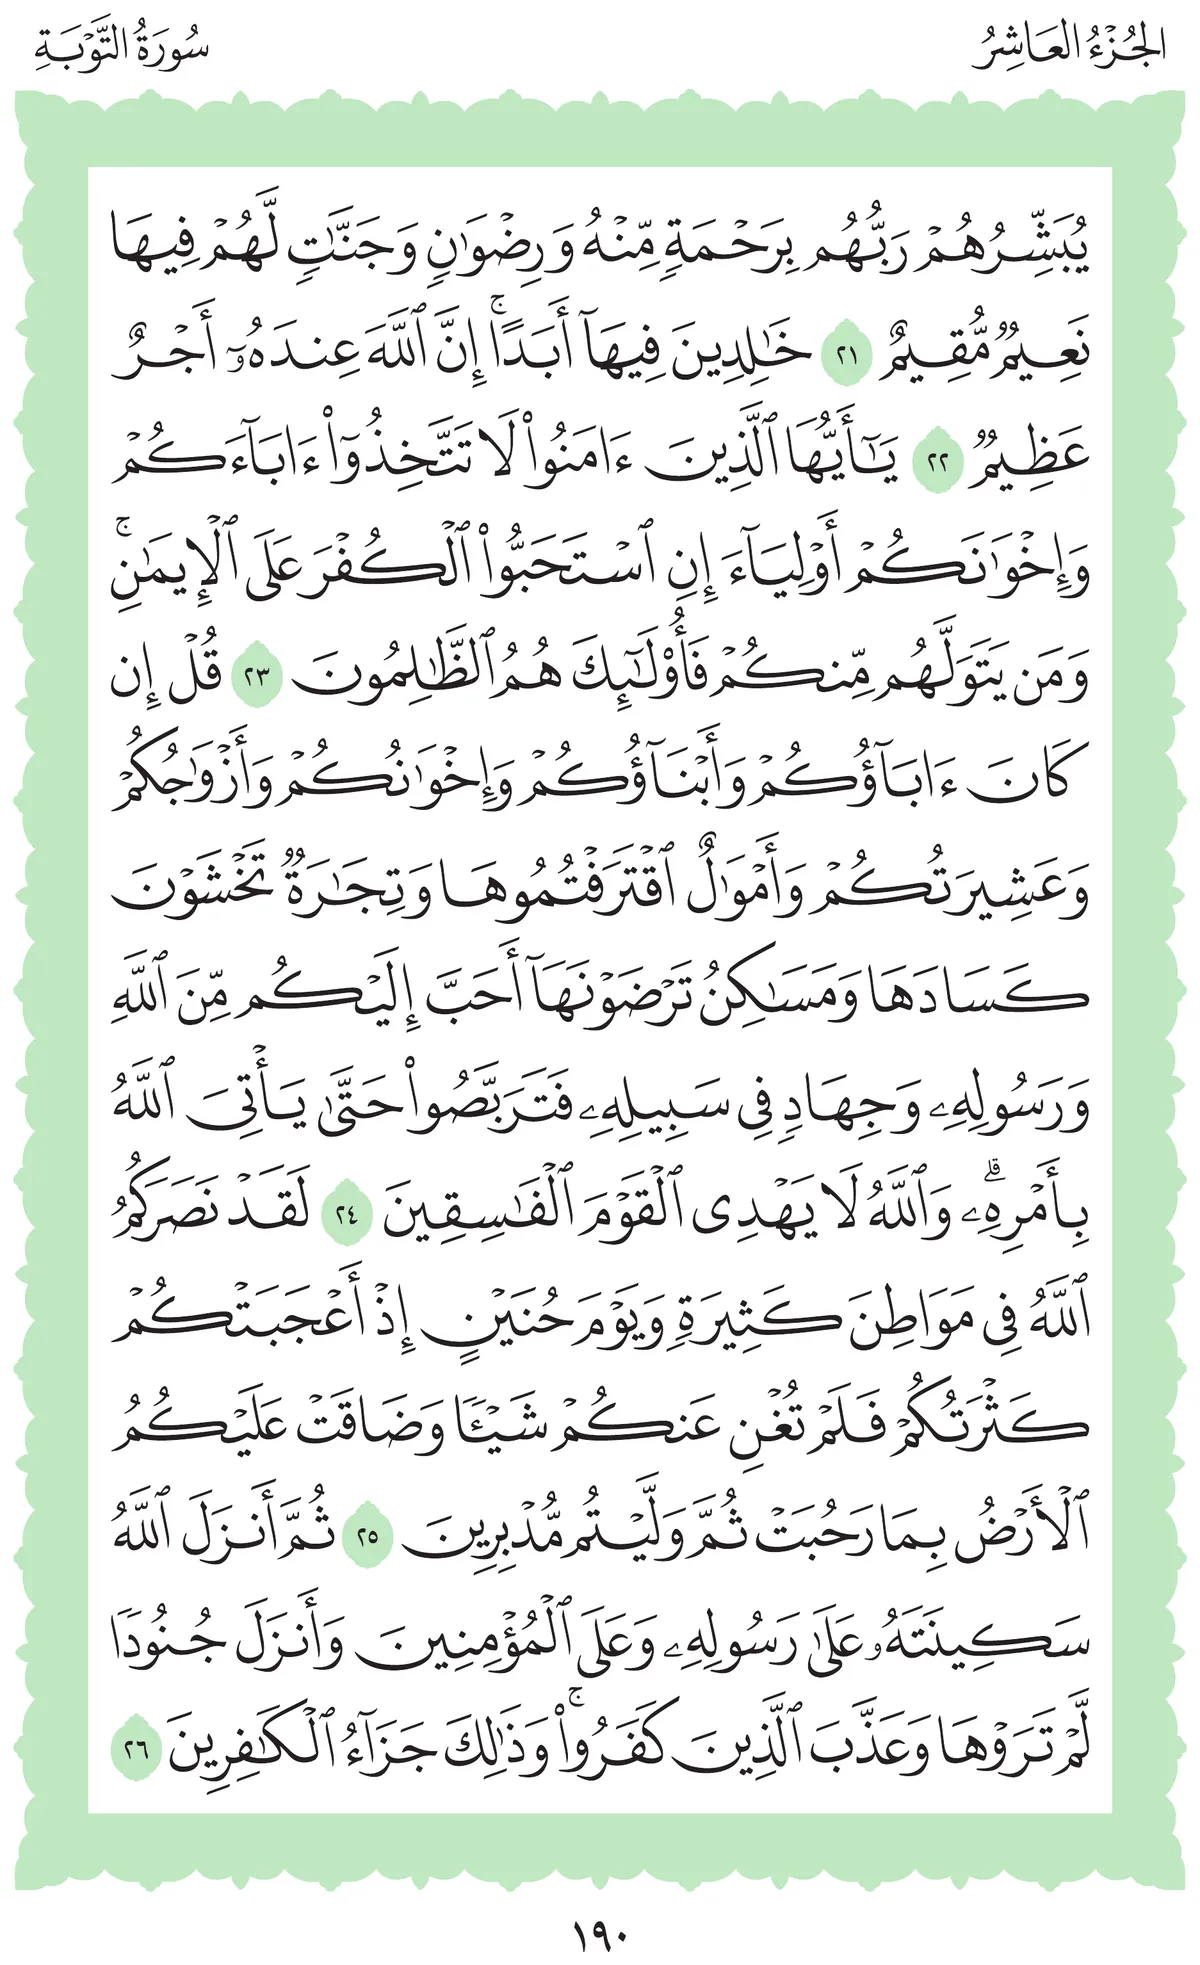 الجُزْءُ العَاشِرُ
سُورَةُ التَّوْبَةِ
يُبَشِّرُهُمْ رَبُّهُم بِرَحْمَةٍ مِّنْهُ وَرِضْوَٰنٍ وَجَنَّٰتٍ لَّهُمْ فِيهَا
نَعِيمٌ مُّقِيمٌ ٢١ خَٰلِدِينَ فِيهَآ أَبَدًا ۚ إِنَّ ٱللَّهَ عِندَهُۥٓ أَجْرٌ
عَظِيمٌ ٢٢ يَٰٓأَيُّهَا ٱلَّذِينَ ءَامَنُوا۟ لَا تَتَّخِذُوٓا۟ ءَابَآءَكُمْ
وَإِخْوَٰنَكُمْ أَوْلِيَآءَ إِنِ ٱسْتَحَبُّوا۟ ٱلْكُفْرَ عَلَى ٱلْإِيمَٰنِ ۚ
وَمَن يَتَوَلَّهُم مِّنكُمْ فَأُو۟لَٰٓئِكَ هُمُ ٱلظَّٰلِمُونَ ٢٣ قُلْ إِن
كَانَ ءَابَآؤُكُمْ وَأَبْنَآؤُكُمْ وَإِخْوَٰنُكُمْ وَأَزْوَٰجُكُمْ
وَعَشِيرَتُكُمْ وَأَمْوَٰلٌ ٱقْتَرَفْتُمُوهَا وَتِجَٰرَةٌ تَخْشَوْنَ
كَسَادَهَا وَمَسَٰكِنُ تَرْضَوْنَهَآ أَحَبَّ إِلَيْكُم مِّنَ ٱللَّهِ
وَرَسُولِهِۦ وَجِهَادٍ فِى سَبِيلِهِۦ فَتَرَبَّصُوا۟ حَتَّىٰ يَأْتِىَ ٱللَّهُ
بِأَمْرِهِۦ ۗ وَٱللَّهُ لَا يَهْدِى ٱلْقَوْمَ ٱلْفَٰسِقِينَ ٢٤ لَقَدْ نَصَرَكُمُ
ٱللَّهُ فِى مَوَاطِنَ كَثِيرَةٍ وَيَوْمَ حُنَيْنٍ إِذْ أَعْجَبَتْكُمْ
كَثْرَتُكُمْ فَلَمْ تُغْنِ عَنكُمْ شَيْـًٔا وَضَاقَتْ عَلَيْكُمُ
ٱلْأَرْضُ بِمَا رَحُبَتْ ثُمَّ وَلَّيْتُم مُّدْبِرِينَ ٢٥ ثُمَّ أَنزَلَ ٱللَّهُ
سَكِينَتَهُۥ عَلَىٰ رَسُولِهِۦ وَعَلَى ٱلْمُؤْمِنِينَ وَأَنزَلَ جُنُودًا
لَّمْ تَرَوْهَا وَعَذَّبَ ٱلَّذِينَ كَفَرُوا۟ ۚ وَذَٰلِكَ جَزَآءُ ٱلْكَٰفِرِينَ ٢٦
١٩٠